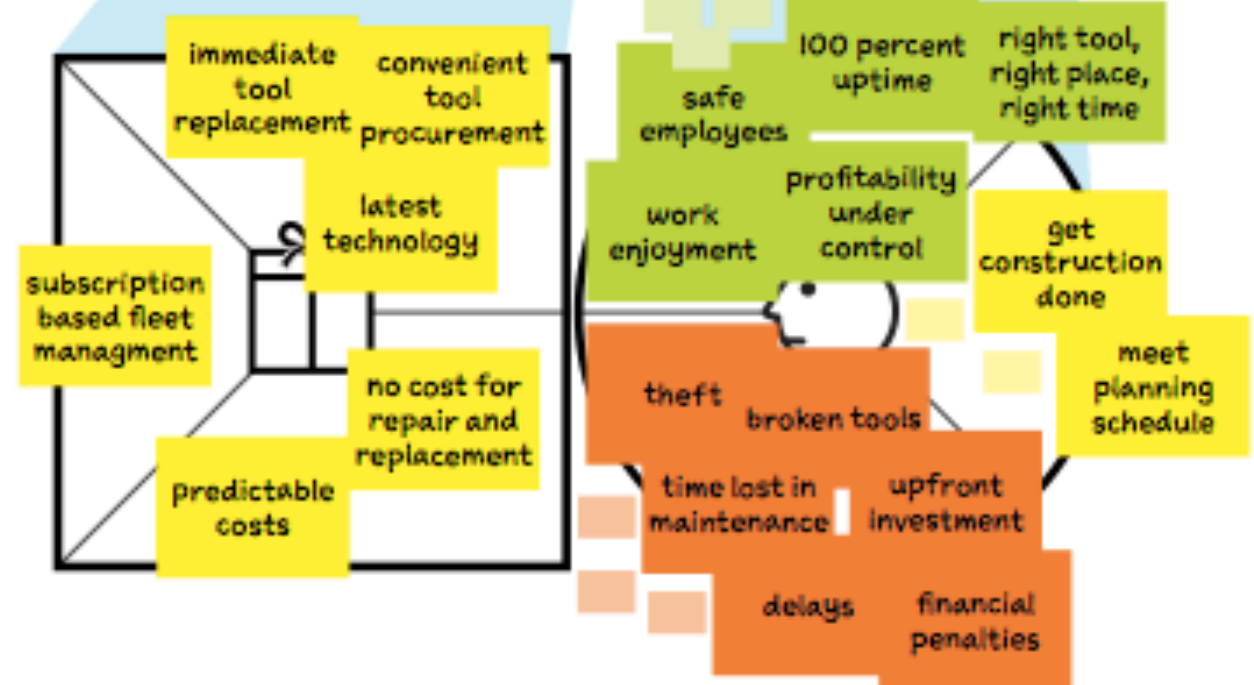 immediate
tool
replacement
convenient
tool
procurement
latest
technology
subscription
based fleet
managment
no cost for
repair and
replacement
predictable
costs
100 percent
uptime
right tool,
right place,
right time
safe
employees
work
enjoyment
profitability
under
control
get
construction
done
meet
planning
schedule
theft
broken tools
time lost in
maintenance
upfront
investment
delays
financial
penalties